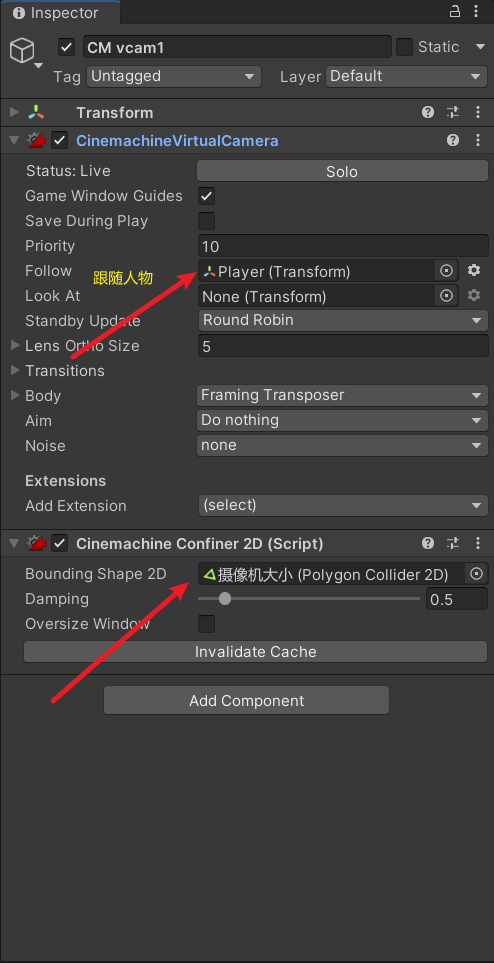 Inspector
CM vcam1
Static
Tag Untagged Layer Default
Transform
CinemachineVirtualCamera
Status: Live Solo
Game Window Guides
Save During Play
Priority 10
Follow Player (Transform)
跟随人物
Look At None (Transform)
Standby Update Round Robin
Lens Ortho Size 5
Transitions
Body Framing Transposer
Aim Do nothing
Noise none
Extensions
Add Extension (select)
Cinemachine Confiner 2D (Script)
Bounding Shape 2D 摄像机大小 (Polygon Collider 2D)
Damping 0.5
Oversize Window
Invalidate Cache
Add Component